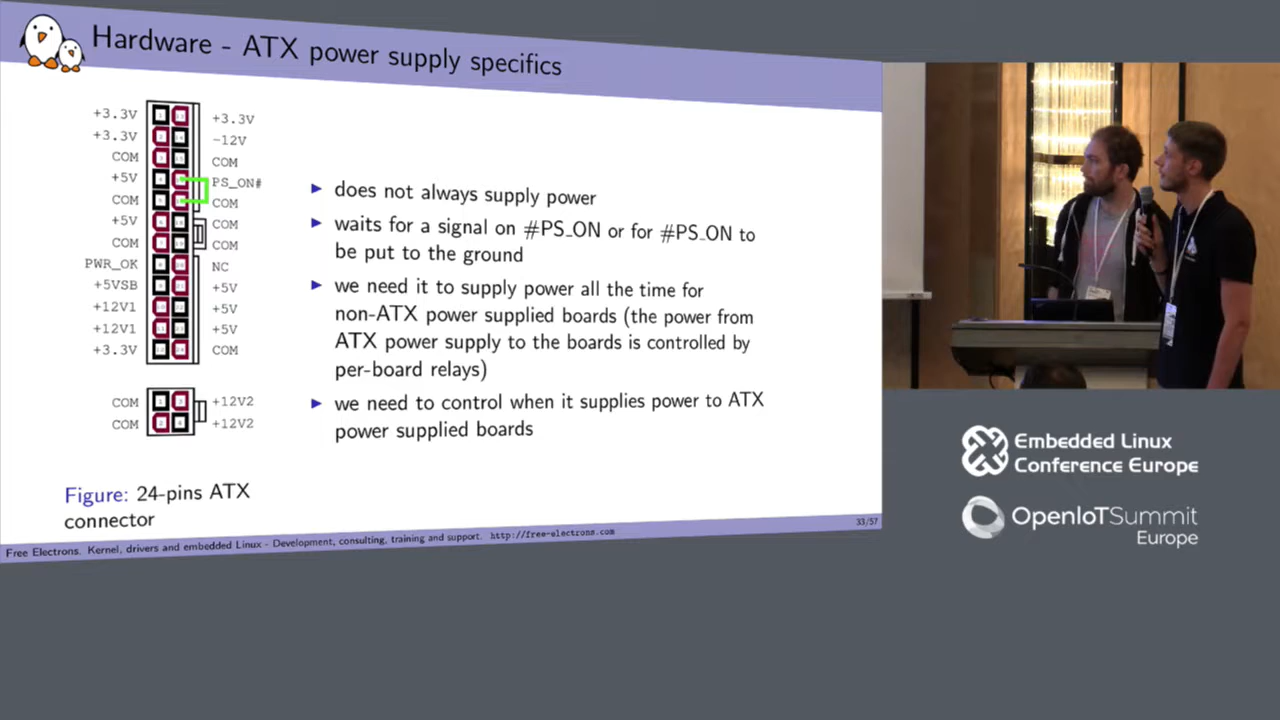 Hardware - ATX power supply specifics
+3.3V +3.3V
+3.3V -12V
COM COM
+5V PS_ON#
COM COM
+5V COM
COM COM
PWR_OK NC
+5VSB +5V
+12V1 +5V
+12V1 +5V
+3.3V COM
COM +12V2
COM +12V2
Figure: 24-pins ATX
connector
does not always supply power
waits for a signal on #PS_ON or for #PS_ON to
be put to the ground
we need it to supply power all the time for
non-ATX power supplied boards (the power from
ATX power supply to the boards is controlled by
per-board relays)
we need to control when it supplies power to ATX
power supplied boards
Free Electrons. Kernel, drivers and embedded Linux - Development, consulting, training and support. http://free-electrons.com
33/57
Embedded Linux
Conference Europe
OpenIoTSummit
Europe